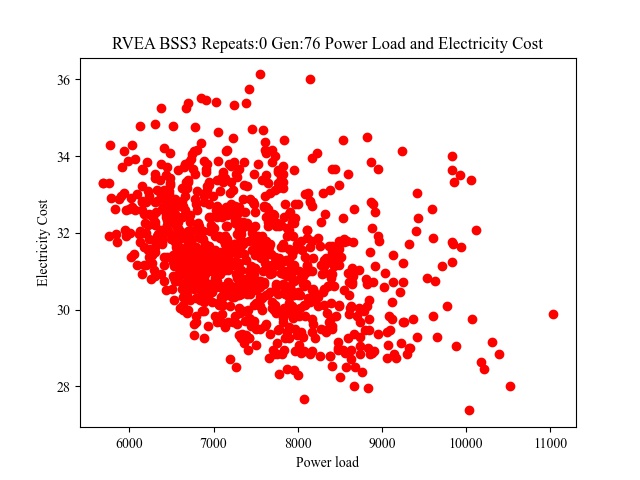 RVEA BSS3 Repeats:0 Gen:76 Power Load and Electricity Cost
36
34
32
30
28
Electricity Cost
6000 7000 8000 9000 10000 11000
Power load